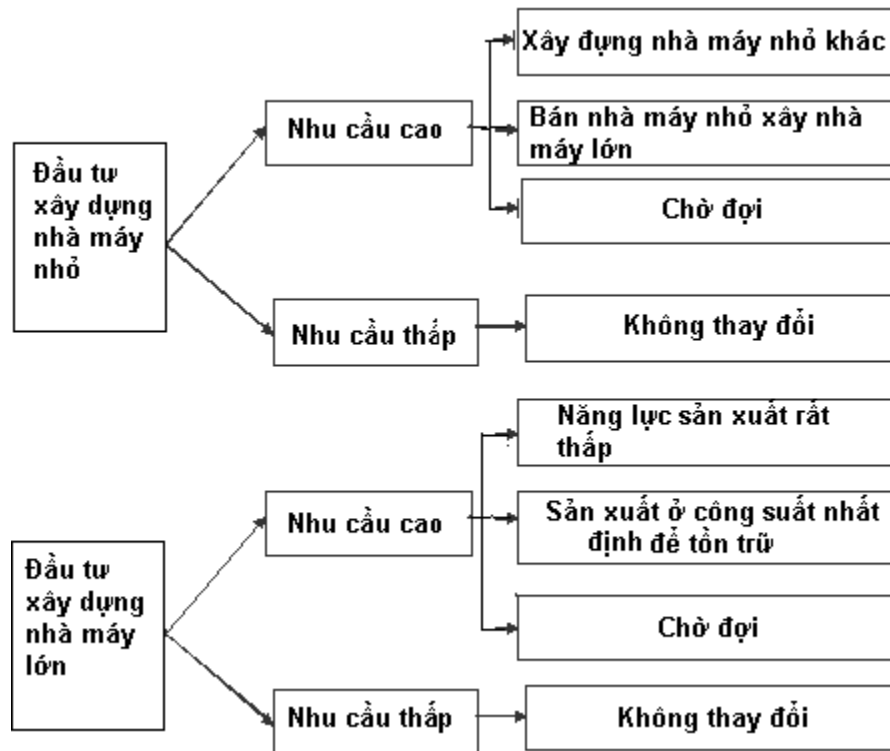 Đầu tư
xây dựng
nhà máy
nhỏ
Nhu cầu cao
Xây đựng nhà máy nhỏ khác
Bán nhà máy nhỏ xây nhà
máy lớn
Chờ đợi
Nhu cầu thấp
Không thay đổi
Đầu tư
xây dựng
nhà máy
lớn
Nhu cầu cao
Năng lực sản xuất rất
thấp
Sản xuất ở công suất nhất
định để tồn trữ
Chờ đợi
Nhu cầu thấp
Không thay đổi